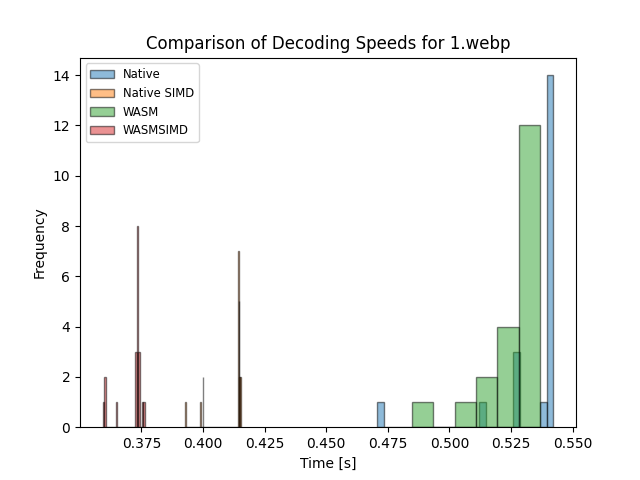 Comparison of Decoding Speeds for 1.webp
Native
Native SIMD
WASM
WASMSIMD
14
12
10
8
6
4
2
0
Frequency
0.375 0.400 0.425 0.450 0.475 0.500 0.525 0.550
Time [s]